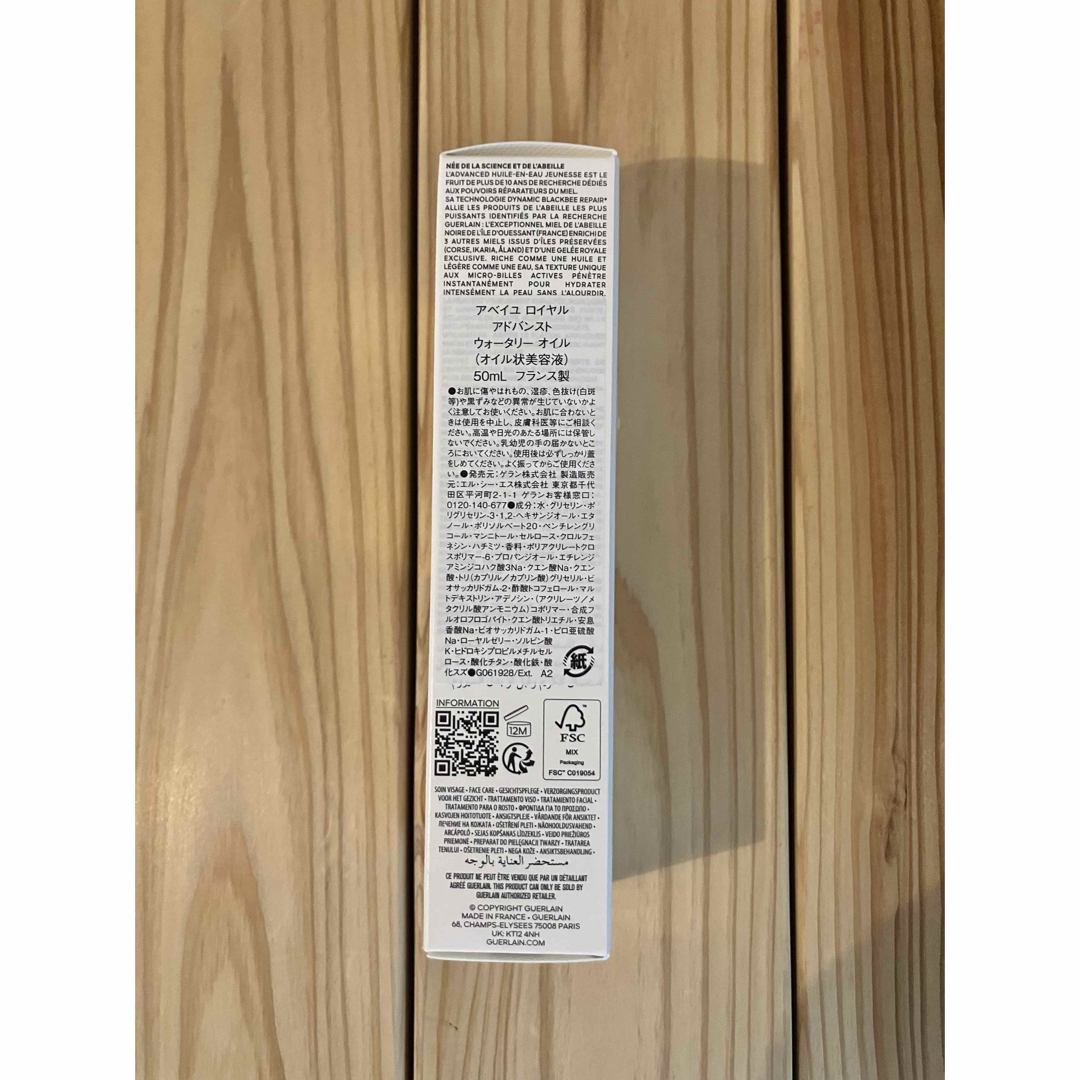 NÉE DE LA SCIENCE ET DE L'ABEILLE
L'ADVANCED HUILE-EN-EAU JEUNESSE EST LE
FRUIT DE PLUS DE 10 ANS DE RECHERCHE DÉDIÉS
AUX POUVOIRS RÉPARATEURS DU MIEL.
SA TECHNOLOGIE DYNAMIC BLACKBEE REPAIR*
ALLIE LES PRODUITS DE L'ABEILLE LES PLUS
PUISSANTS IDENTIFIÉS PAR LA RECHERCHE
GUERLAIN : L'EXCEPTIONNEL MIEL DE L'ABEILLE
NOIRE DE L'ÎLE D'OUESSANT (FRANCE) ENRICHI DE
3 AUTRES MIELS ISSUS D'ÎLES PRÉSERVÉES
(CORSE, IKARIA, ÅLAND) ET D'UNE GELÉE ROYALE
EXCLUSIVE. RICHE COMME UNE HUILE ET
LÉGÈRE COMME UNE EAU, SA TEXTURE UNIQUE
AUX MICRO-BILLES ACTIVES PÉNÈTRE
INSTANTANÉMENT POUR HYDRATER
INTENSÉMENT LA PEAU SANS L'ALOURDIR.
アベイユ ロイヤル
アドバンスト
ウォータリー オイル
(オイル状美容液)
50mL フランス製
●お肌に傷やはれもの、湿疹、色抜け(白斑
等)や黒ずみなどの異常が生じていないかよ
く注意してお使いください。お肌に合わないと
きは使用を中止し、皮膚科医等にご相談く
ださい。高温や日光のあたる場所には保管し
ないでください。乳幼児の手の届かないとこ
ろにおいてください。使用後は必ずしっかり蓋
をしめてください。よく振ってからご使用くださ
い。●発売元:ゲラン株式会社 製造販売
元:エル・シー・エス株式会社 東京都千代
田区平河町2-1-1 ゲランお客様窓口:
0120-140-677●成分:水・グリセリン・ポ
リグリセリン-3・1,2-ヘキサンジオール・エタ
ノール・ポリソルベート20・ペンチレングリ
コール・マンニトール・セルロース・クロルフェ
ネシン・ハチミツ・香料・ポリアクリレートクロ
スポリマー-6・プロパンジオール・エチレンジ
アミンジコハク酸3Na・クエン酸Na・クエン
酸・トリ(カプリル/カプリン酸)グリセリル・ビ
オサッカリドガム-2・酢酸トコフェロール・マル
トデキストリン・アデノシン・(アクリレーツ/メ
タクリル酸アンモニウム)コポリマー・合成フ
ルオロフロゴパイト・クエン酸トリエチル・安息
香酸Na・ビオサッカリドガム-1・ピロ亜硫酸
Na・ローヤルゼリー・ソルビン酸
K・ヒドロキシプロピルメチルセル
ロース・酸化チタン・酸化鉄・酸
化スズ●G061928/Ext. A2
紙
INFORMATION
12M
FSC
MIX
Packaging
FSC™ C019054
SOIN VISAGE • FACE CARE • GESICHTSPFLEGE • VERZORGINGSPRODUCT
VOOR HET GEZICHT • TRATTAMENTO VISO • TRATAMIENTO FACIAL •
TRATAMENTO PARA O ROSTO • ΦΡΟΝΤΙΔΑ ΓΙΑ ΤΟ ΠΡΟΣΩΠΟ •
KASVOJEN HOITOTUOTE • ANSIGTSPLEJE • VÅRDANDE FÖR ANSIKTET •
ЛЕЧЕНИЕ НА КОЖАТА • OŠETŘENÍ PLETI • NÄOHOOLDUSVAHEND •
ARCÁPOLÓ • SEJAS KOPŠANAS LĪDZEKLIS • VEIDO PRIEŽIŪROS
PRIEMONĖ • PREPARAT DO PIELĘGNACJI TWARZY • TRATAREA
TENULUI • OŠETRENIE PLETI • NEGA KOŽE • ANSIKTSBEHANDLING •
مستحضر العناية بالوجه
CE PRODUIT NE PEUT ÊTRE VENDU QUE PAR UN DÉTAILLANT
AGRÉÉ GUERLAIN. THIS PRODUCT CAN ONLY BE SOLD BY
GUERLAIN AUTHORIZED RETAILER.
© COPYRIGHT GUERLAIN
MADE IN FRANCE • GUERLAIN
68, CHAMPS-ELYSEES 75008 PARIS
UK: KT12 4NH
GUERLAIN.COM